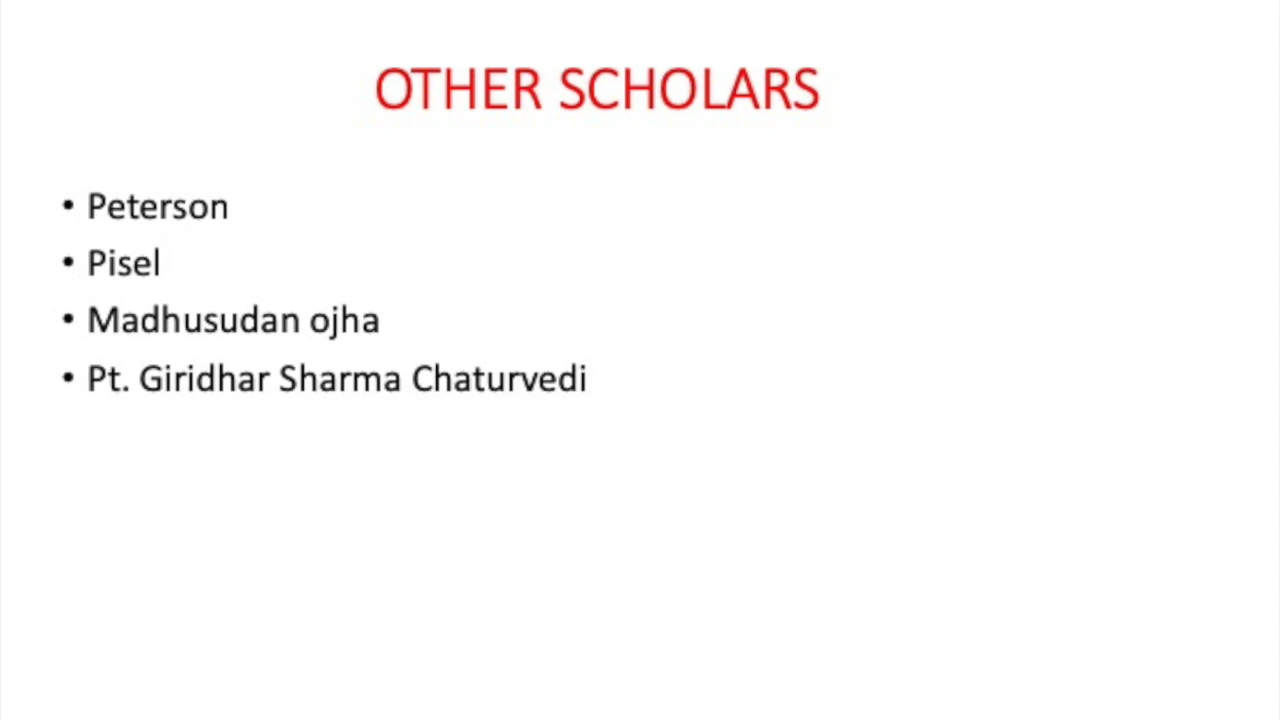 OTHER SCHOLARS
• Peterson
• Pisel
• Madhusudan ojha
• Pt. Giridhar Sharma Chaturvedi